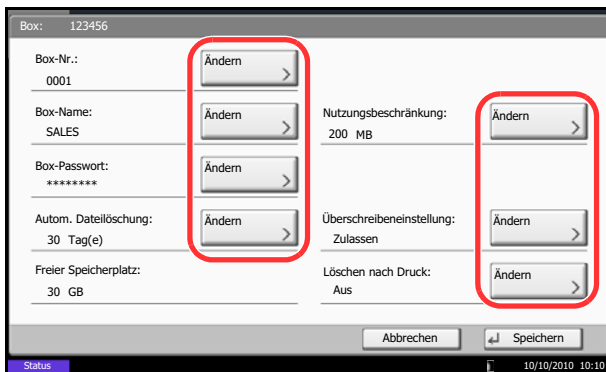 Box: 123456
Box-Nr.:
0001
Ändern
Box-Name:
SALES
Ändern
Nutzungsbeschränkung:
200 MB
Ändern
Box-Passwort:
********
Ändern
Autom. Dateilöschung:
30 Tag(e)
Ändern
Überschreibeneinstellung:
Zulassen
Ändern
Freier Speicherplatz:
30 GB
Löschen nach Druck:
Aus
Ändern
Abbrechen
Speichern
Status
10/10/2010 10:10